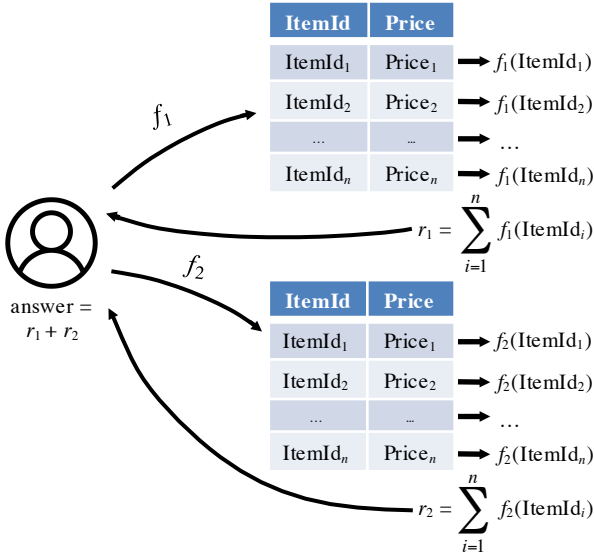 ItemId Price
ItemId₁ Price₁ f₁(ItemId₁)
ItemId₂ Price₂ f₁(ItemId₂)
... ... ...
ItemIdₙ Priceₙ f₁(ItemIdₙ)
f₁
r₁ = ∑ⁿᵢ₌₁ f₁(ItemIdᵢ)
f₂
answer =
r₁ + r₂
ItemId Price
ItemId₁ Price₁ f₂(ItemId₁)
ItemId₂ Price₂ f₂(ItemId₂)
... ... ...
ItemIdₙ Priceₙ f₂(ItemIdₙ)
r₂ = ∑ⁿᵢ₌₁ f₂(ItemIdᵢ)